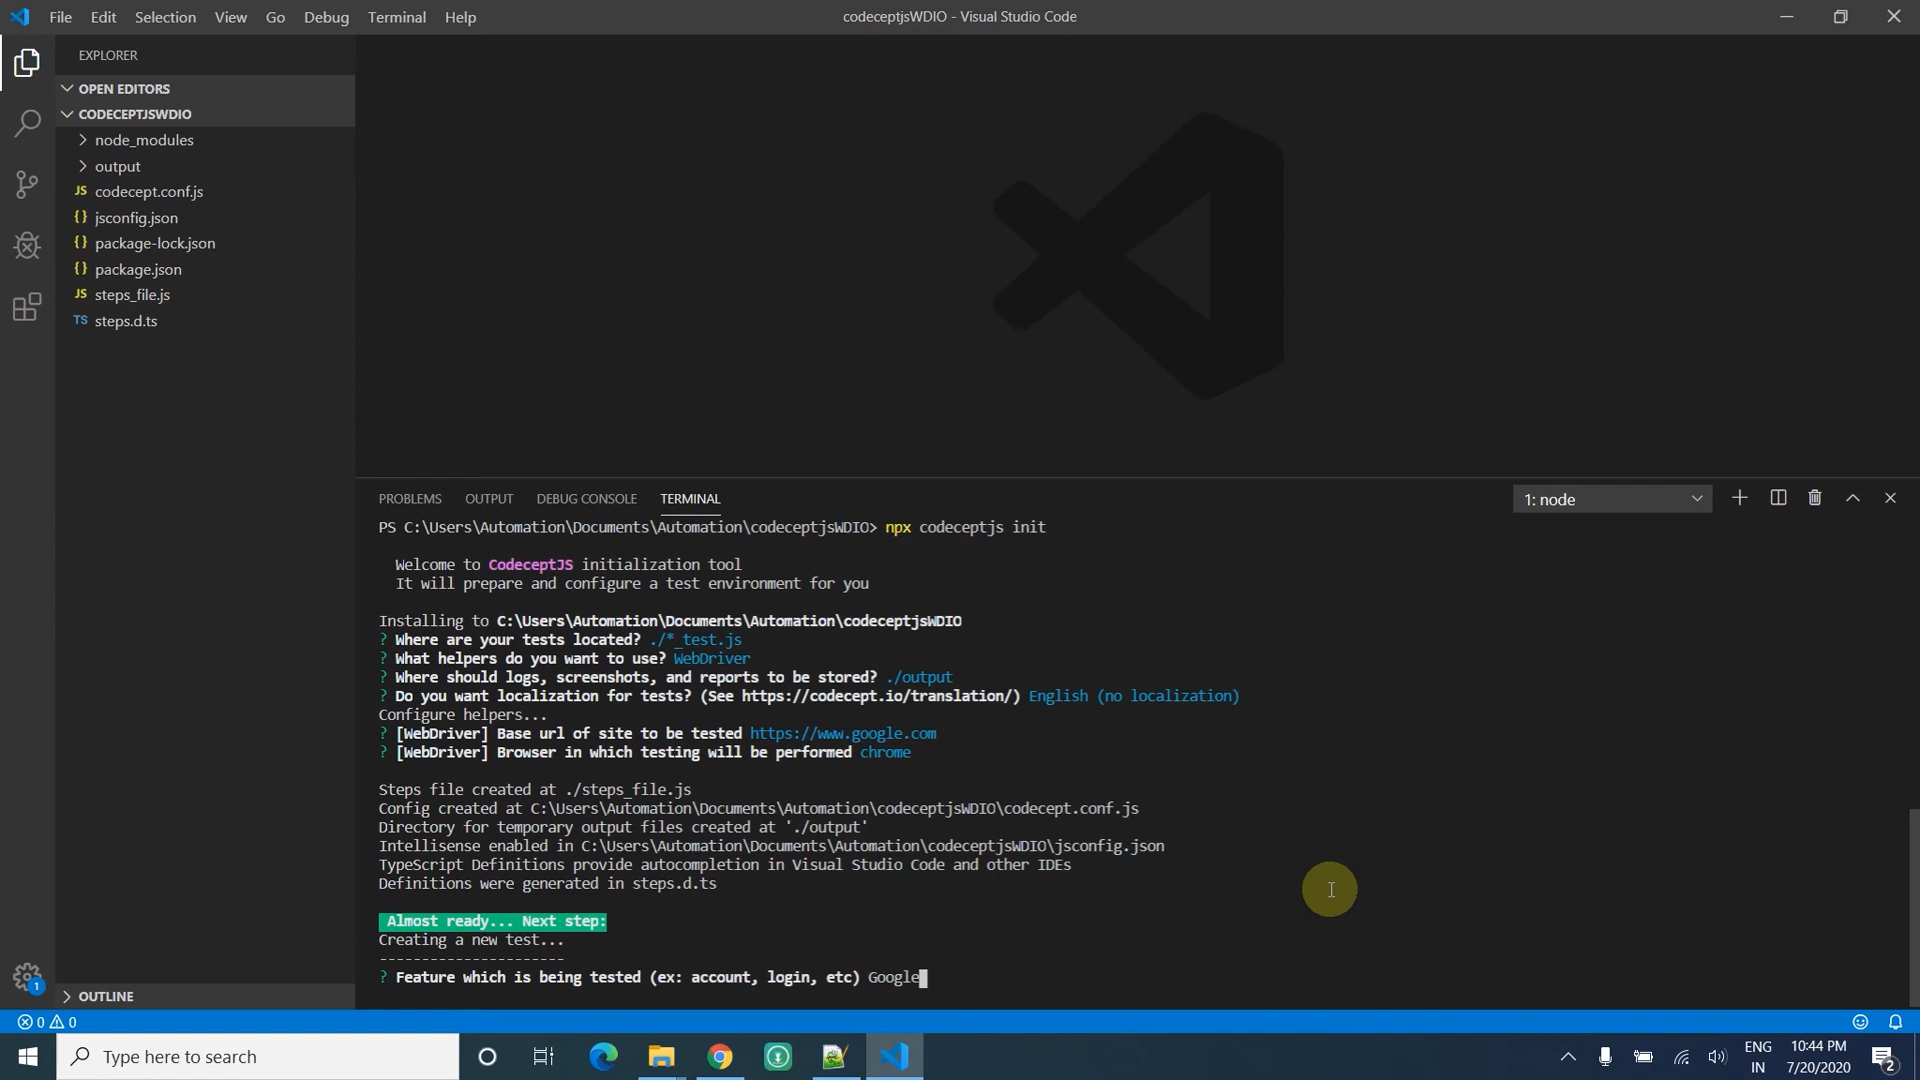 File Edit Selection View Go Debug Terminal Help
codeceptjsWDIO - Visual Studio Code
EXPLORER
OPEN EDITORS
CODECEPTJSWDIO
node_modules
output
JS codecept.conf.js
{} jsconfig.json
{} package-lock.json
{} package.json
JS steps_file.js
TS steps.d.ts
OUTLINE
PROBLEMS OUTPUT DEBUG CONSOLE TERMINAL
1: node
PS C:\Users\Automation\Documents\Automation\codeceptjsWDIO> npx codeceptjs init
Welcome to CodeceptJS initialization tool
It will prepare and configure a test environment for you
Installing to C:\Users\Automation\Documents\Automation\codeceptjsWDIO
? Where are your tests located? ./*_test.js
? What helpers do you want to use? WebDriver
? Where should logs, screenshots, and reports to be stored? ./output
? Do you want localization for tests? (See https://codecept.io/translation/) English (no localization)
Configure helpers...
? [WebDriver] Base url of site to be tested https://www.google.com
? [WebDriver] Browser in which testing will be performed chrome
Steps file created at ./steps_file.js
Config created at C:\Users\Automation\Documents\Automation\codeceptjsWDIO\codecept.conf.js
Directory for temporary output files created at './output'
Intellisense enabled in C:\Users\Automation\Documents\Automation\codeceptjsWDIO\jsconfig.json
TypeScript Definitions provide autocompletion in Visual Studio Code and other IDEs
Definitions were generated in steps.d.ts
Almost ready... Next step:
Creating a new test...
----------------------
? Feature which is being tested (ex: account, login, etc) Google
1
0 0
Type here to search
ENG
IN
10:44 PM
7/20/2020
2